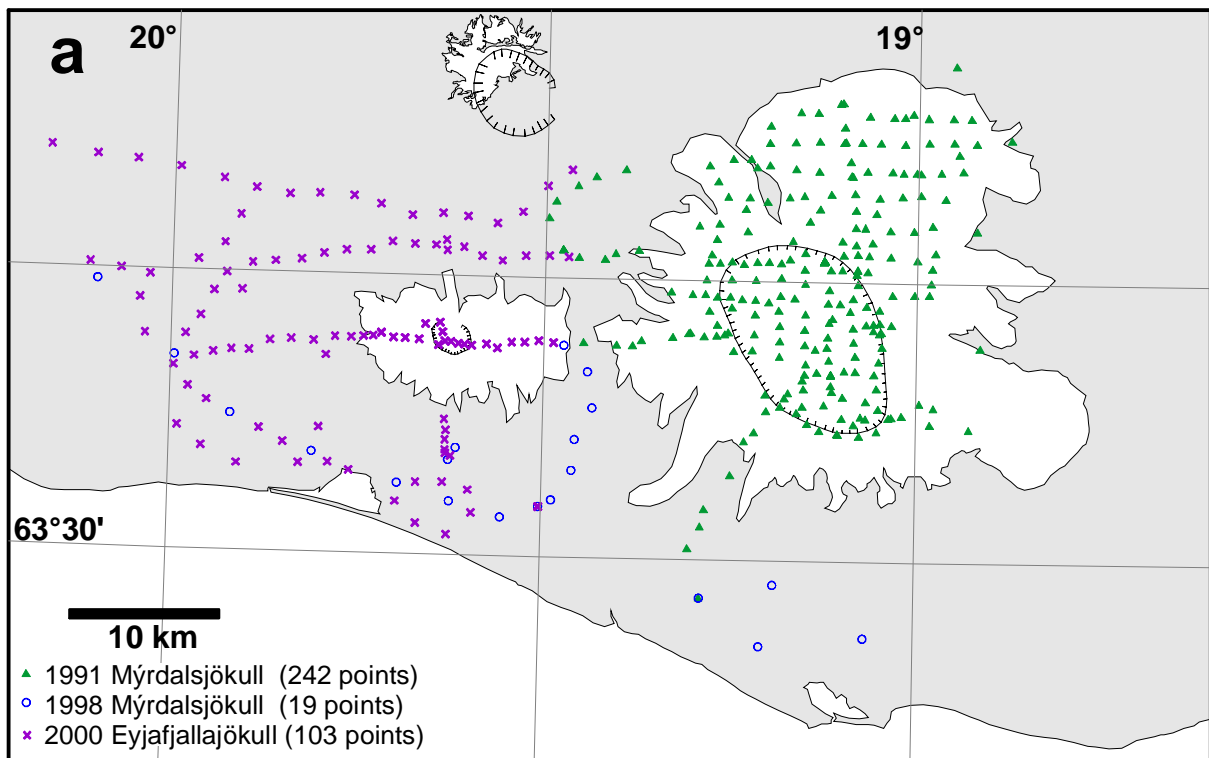 a
20°
19°
63°30'
10 km
1991 Mýrdalsjökull (242 points)
1998 Mýrdalsjökull (19 points)
2000 Eyjafjallajökull (103 points)